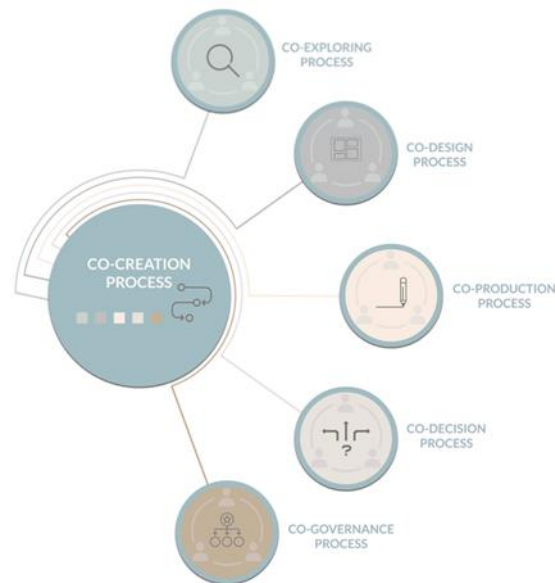 CO-EXPLORING
PROCESS
CO-DESIGN
PROCESS
CO-CREATION
PROCESS
CO-PRODUCTION
PROCESS
CO-DECISION
PROCESS
?
CO-GOVERNANCE
PROCESS